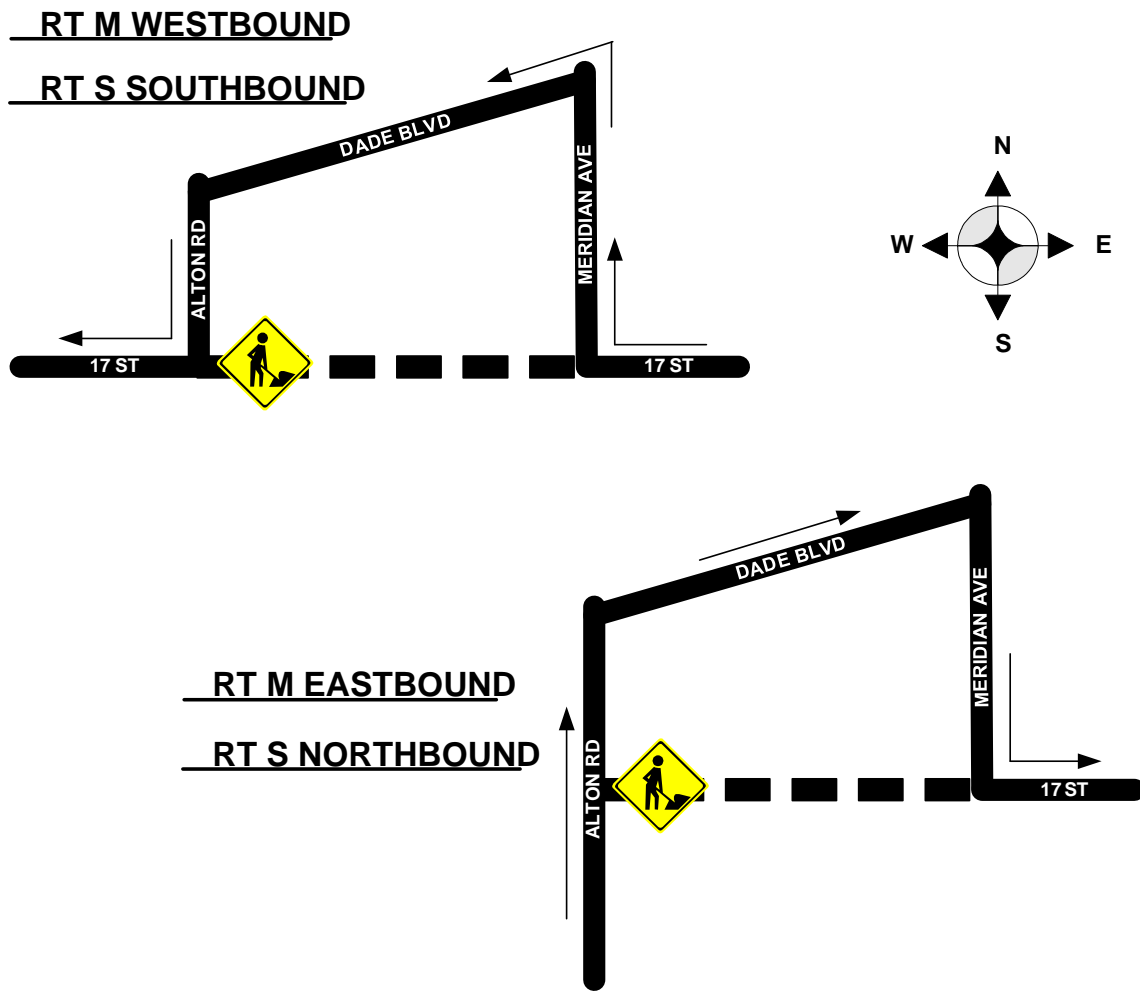 RT M WESTBOUND
RT S SOUTHBOUND
DADE BLVD
MERIDIAN AVE
ALTON RD
17 ST
17 ST
N
W
E
S
DADE BLVD
MERIDIAN AVE
RT M EASTBOUND
RT S NORTHBOUND
ALTON RD
17 ST